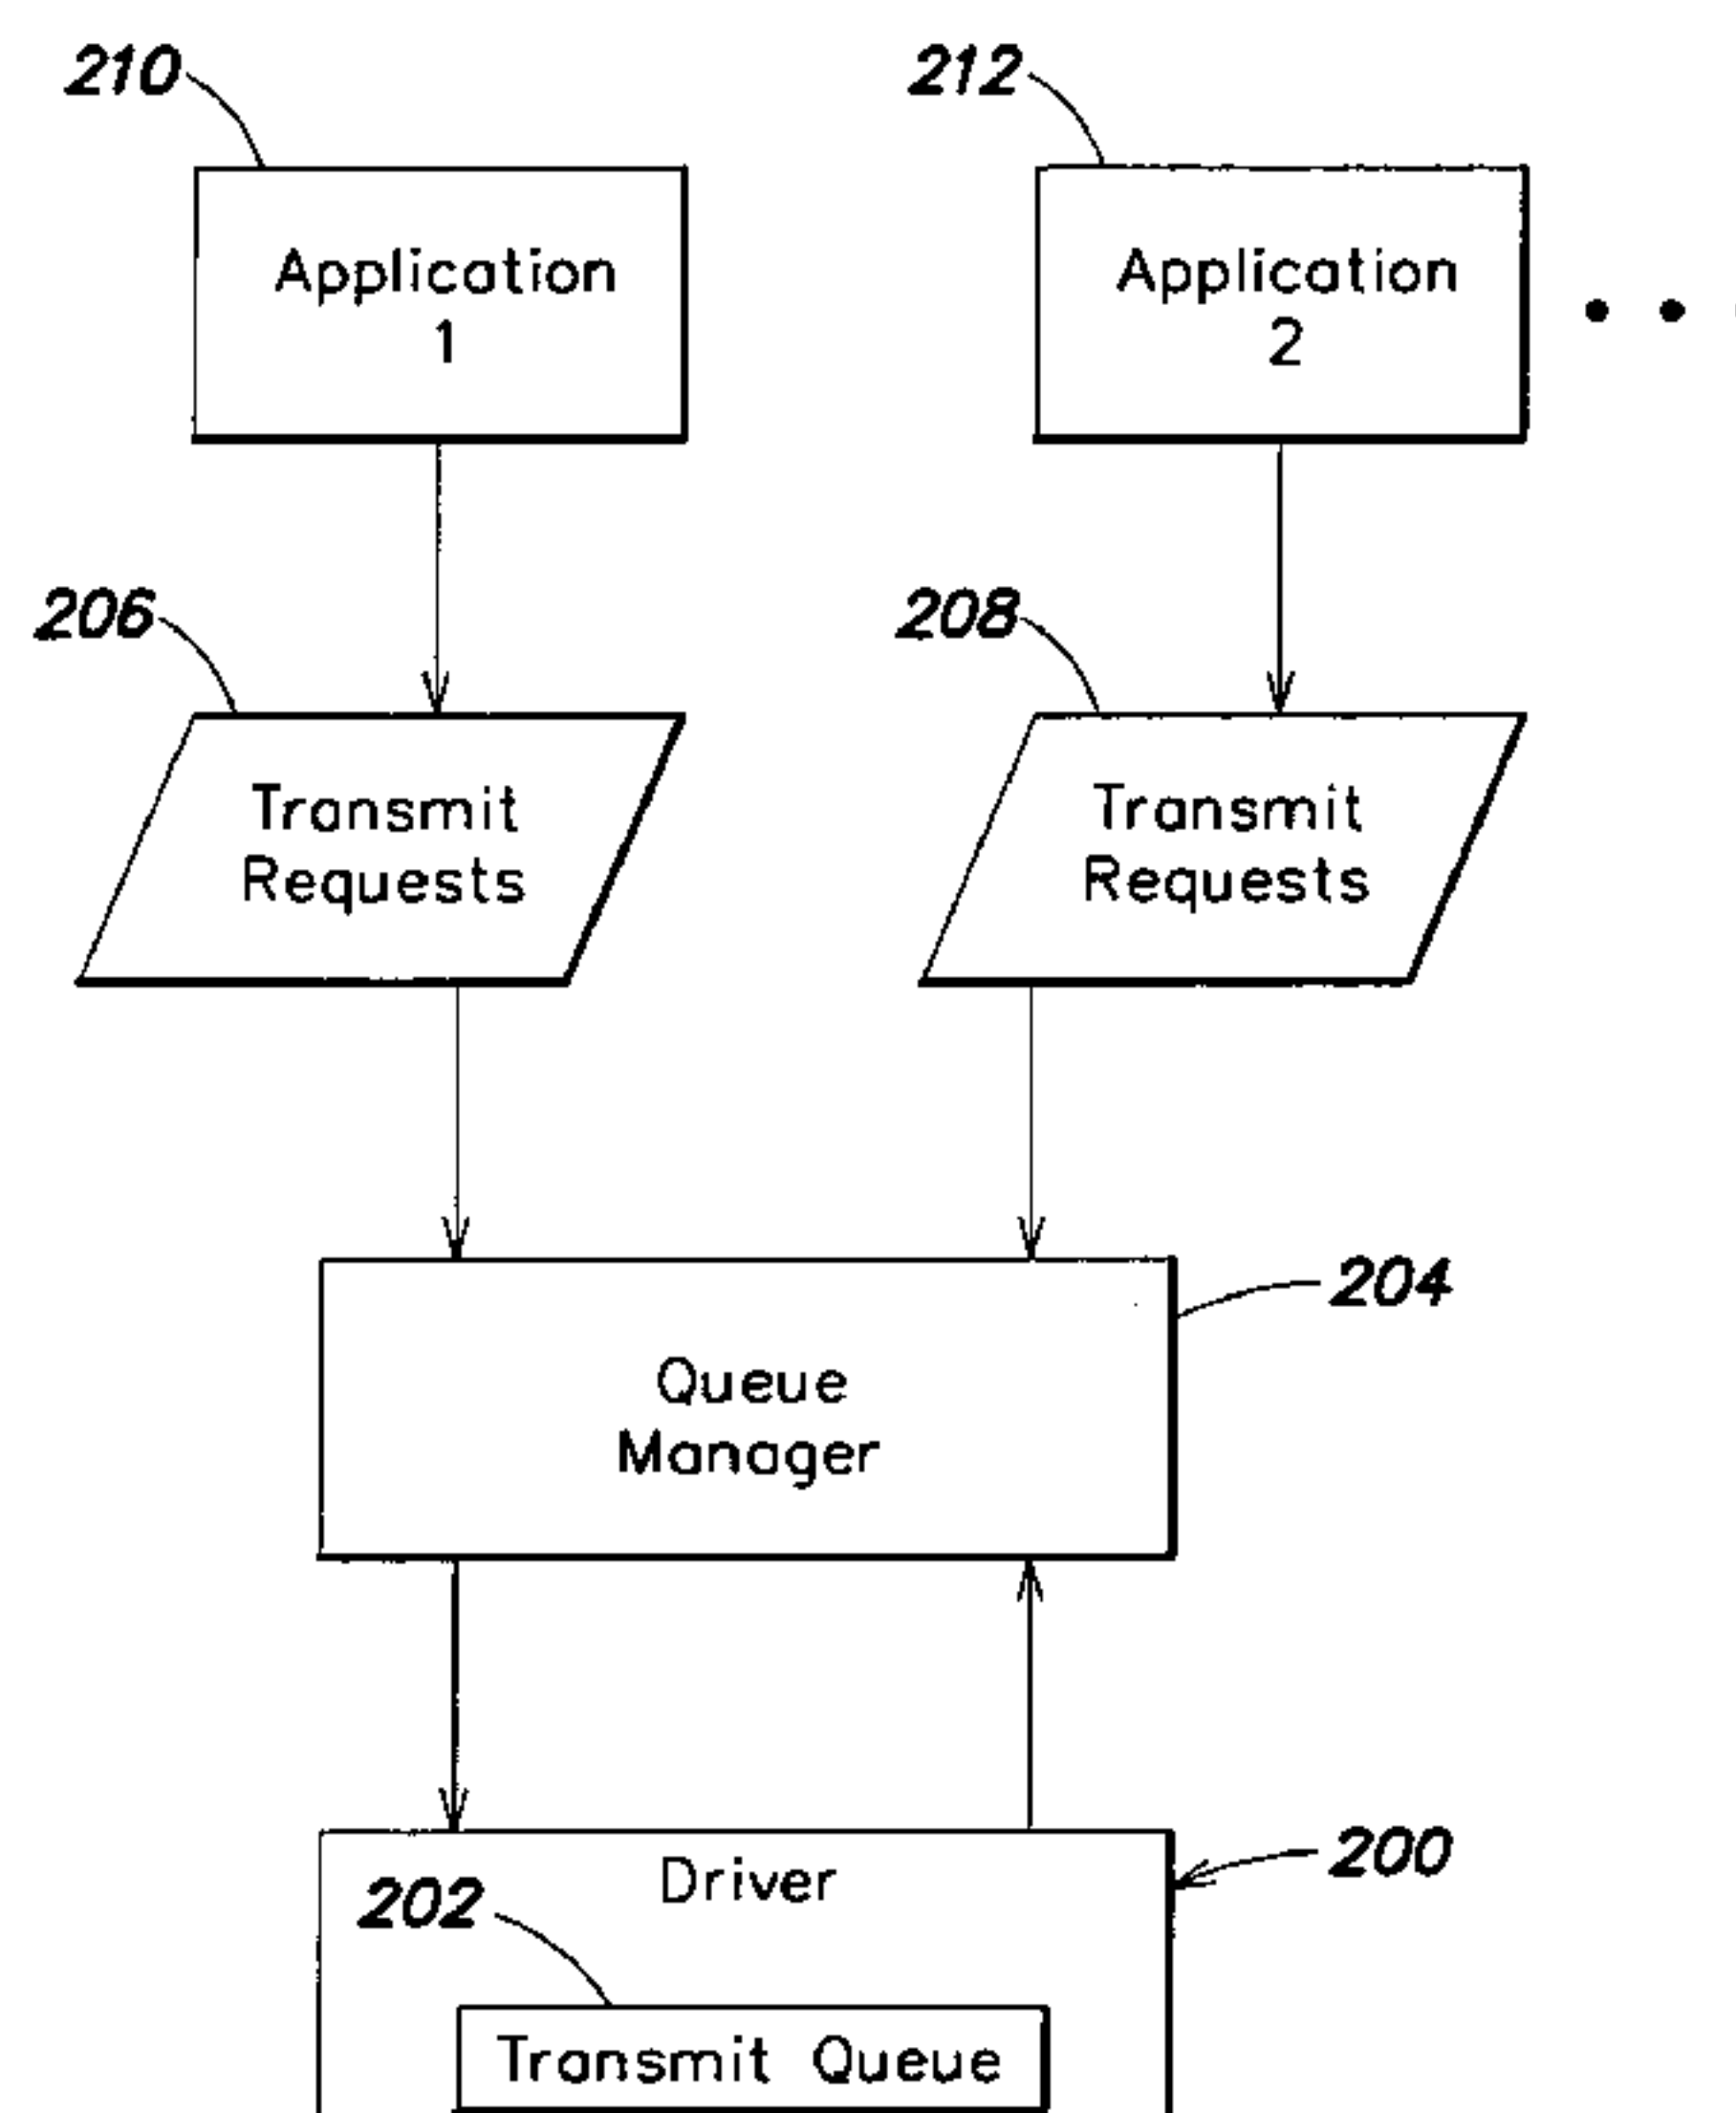 210
212
Application
1
Application
2
206
208
Transmit
Requests
Transmit
Requests
204
Queue
Manager
200
Driver
202
Transmit Queue